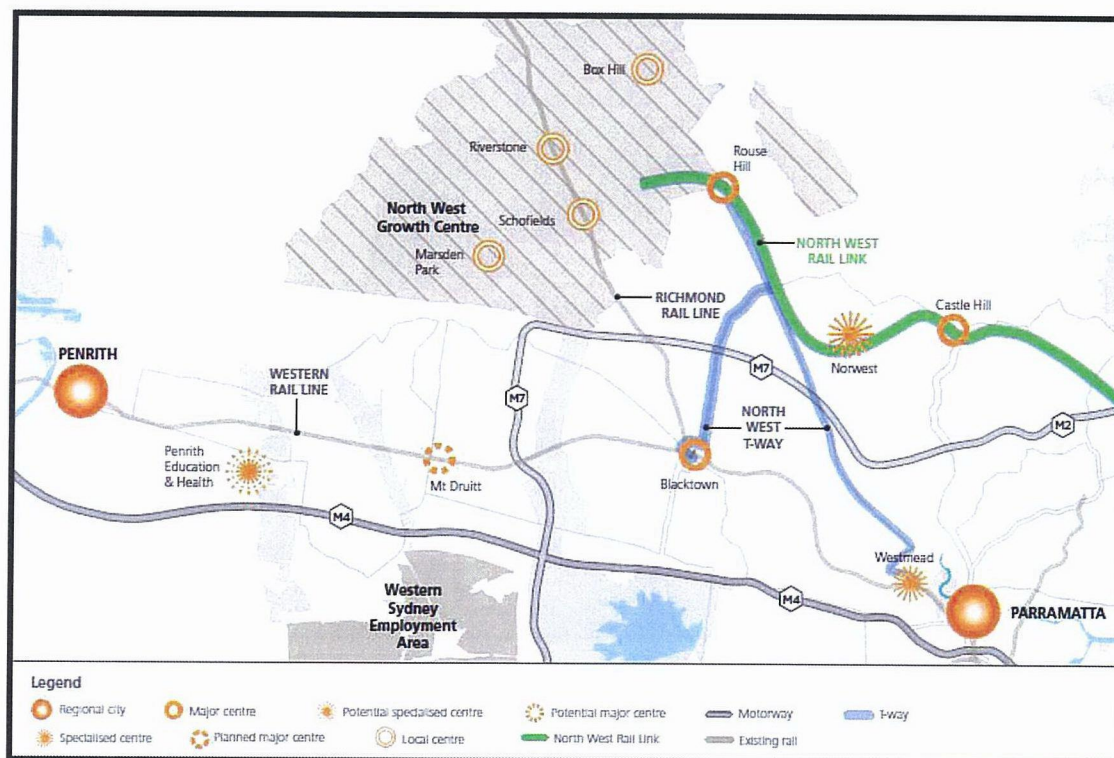 Box Hill
Riverstone
Rouse
Hill
North West
Growth Centre
Schofields
Marsden
Park
NORTH WEST
RAIL LINK
RICHMOND
RAIL LINE
Castle Hill
PENRITH
WESTERN
RAIL LINE
M7
M7
Norwest
NORTH
WEST
T-WAY
M2
Penrith
Education
& Health
Mt Druitt
Blacktown
M4
Westmead
Western
Sydney
Employment
Area
M4
PARRAMATTA
Legend
Regional city
Major centre
Potential specialised centre
Potential major centre
Motorway
T-way
Specialised centre
Planned major centre
Local centre
North West Rail Link
Existing rail